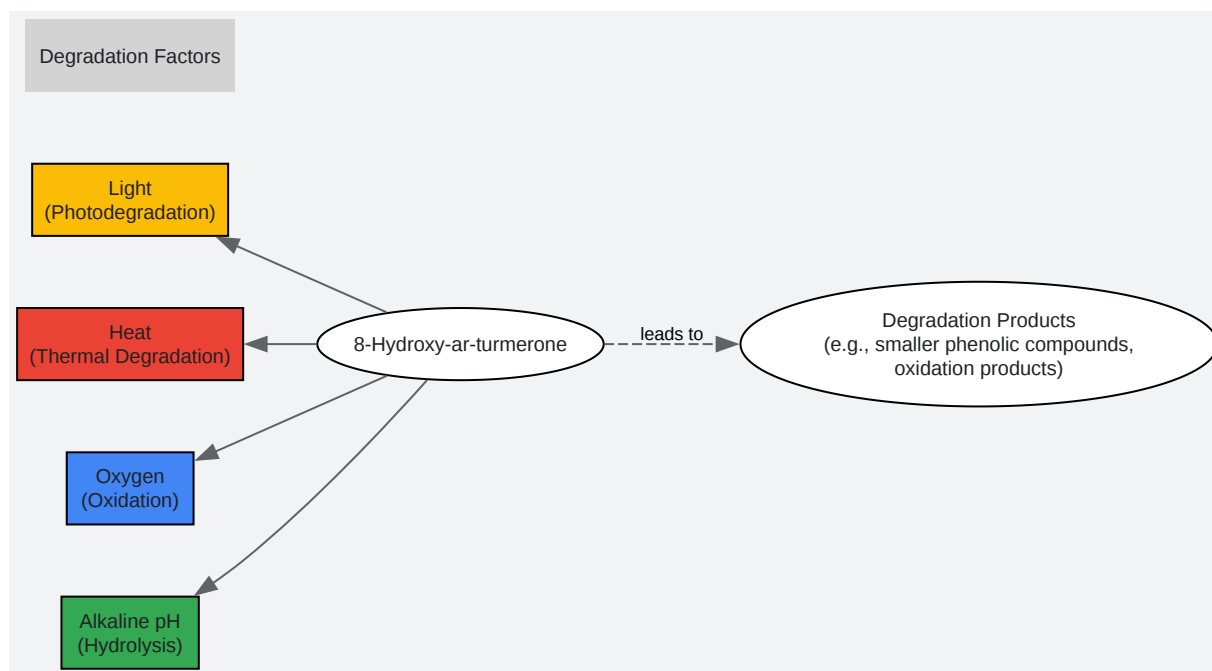 Degradation Factors
Light
(Photodegradation)
Heat
(Thermal Degradation)
8-Hydroxy-ar-turmerone
leads to
Degradation Products
(e.g., smaller phenolic compounds,
oxidation products)
Oxygen
(Oxidation)
Alkaline pH
(Hydrolysis)